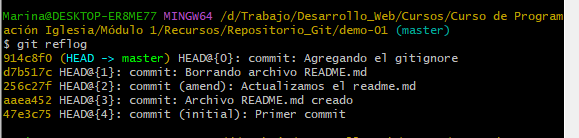 Marina@DESKTOP-ER8ME77 MINGW64 /d/Trabajo/Desarrollo_Web/Cursos/Curso de Program
ación Iglesia/Módulo 1/Recursos/Repositorio_Git/demo-01 (master)
$ git reflog
914c8f0 (HEAD -> master) HEAD@{0}: commit: Agregando el gitignore
d7b517c HEAD@{1}: commit: Borrando archivo README.md
256c27f HEAD@{2}: commit (amend): Actualizamos el readme.md
aaea452 HEAD@{3}: commit: Archivo README.md creado
47e3c75 HEAD@{4}: commit (initial): Primer commit